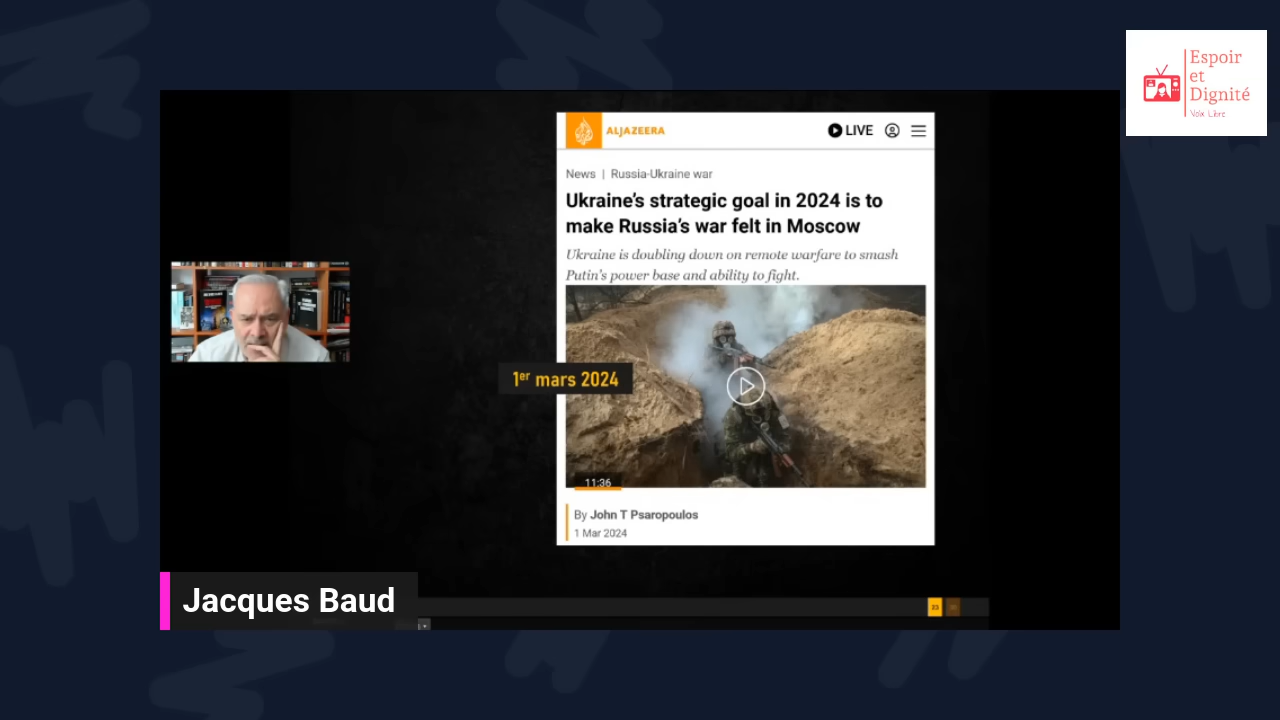 Espoir
et
Dignité
Voix Libre
ALJAZEERA
LIVE
News | Russia-Ukraine war
Ukraine's strategic goal in 2024 is to
make Russia's war felt in Moscow
Ukraine is doubling down on remote warfare to smash
Putin's power base and ability to fight.
1er mars 2024
11:36
By John T Psaropoulos
1 Mar 2024
Jacques Baud
23